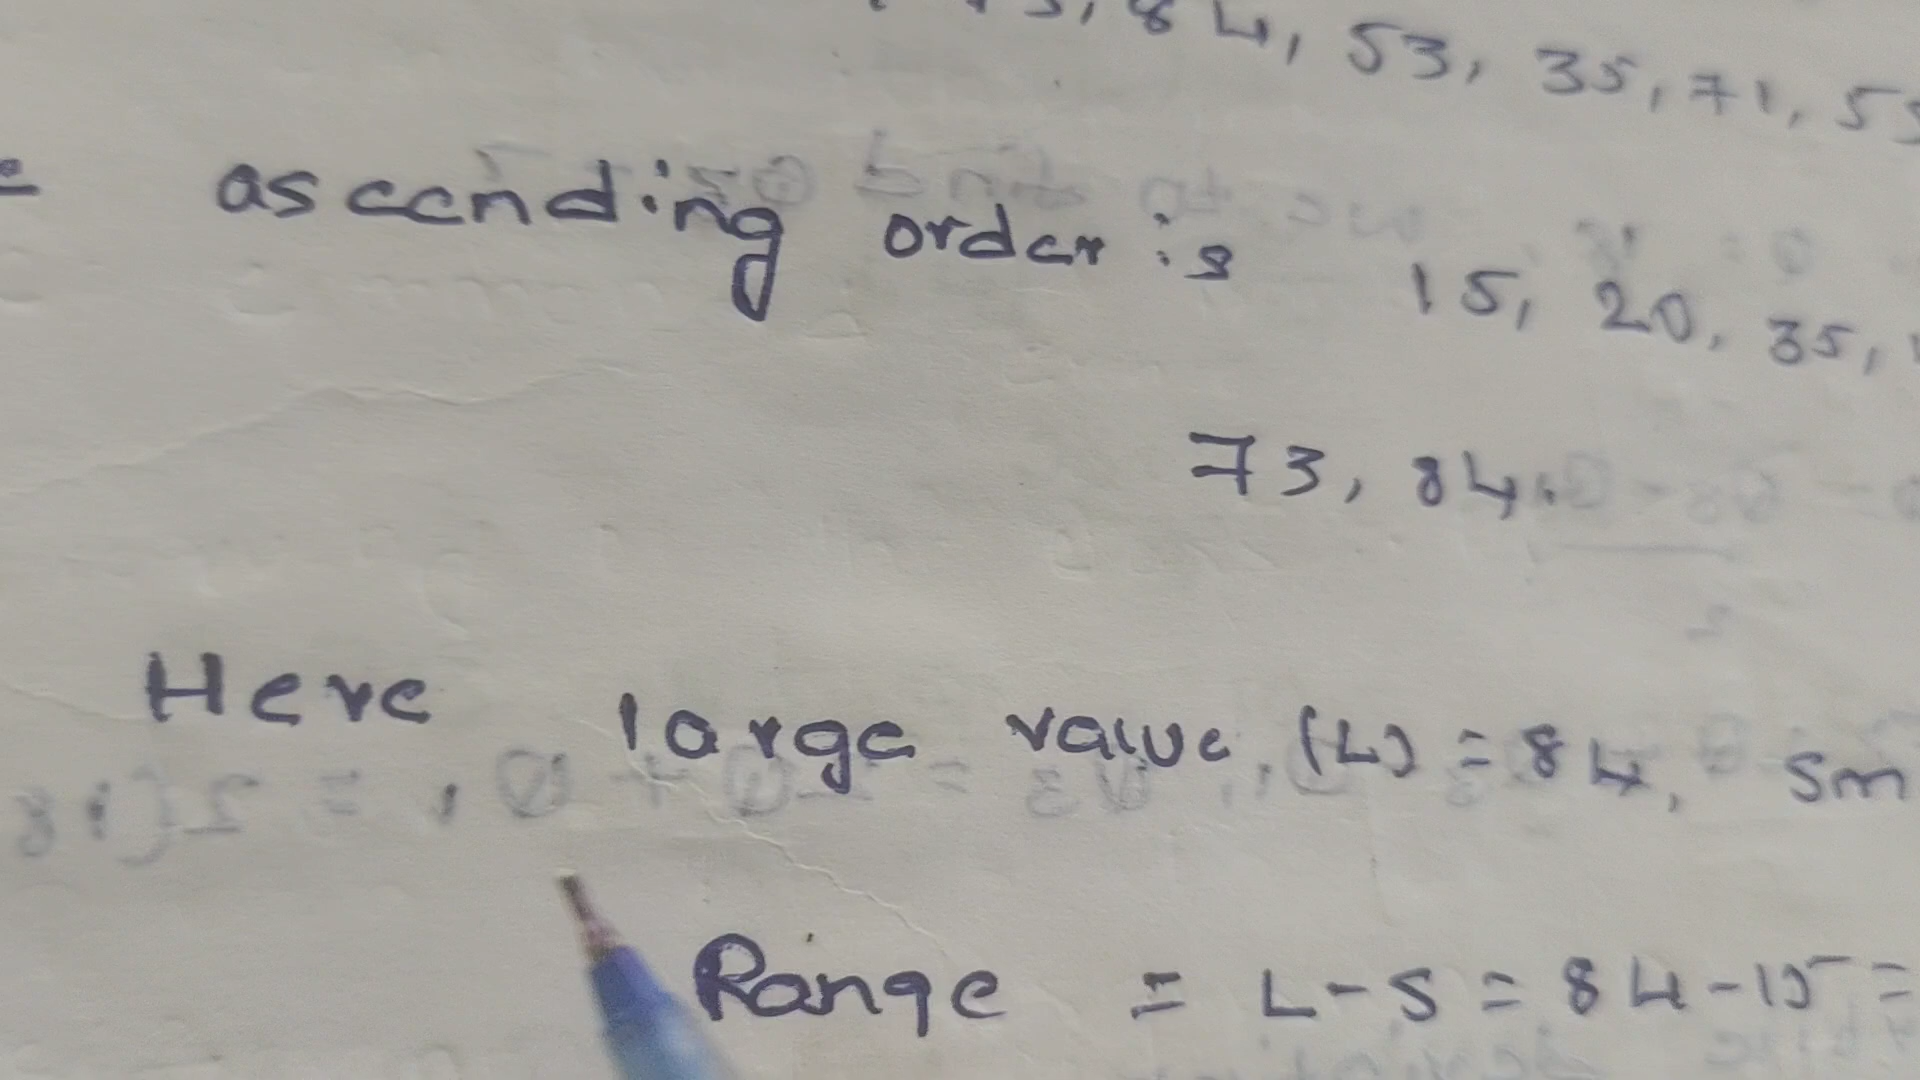 84, 53, 35, 71, 5
ascending order is 15, 20, 35,
73, 84.
Here large value (L) = 84, Sm
Range = L-S = 84-15 =